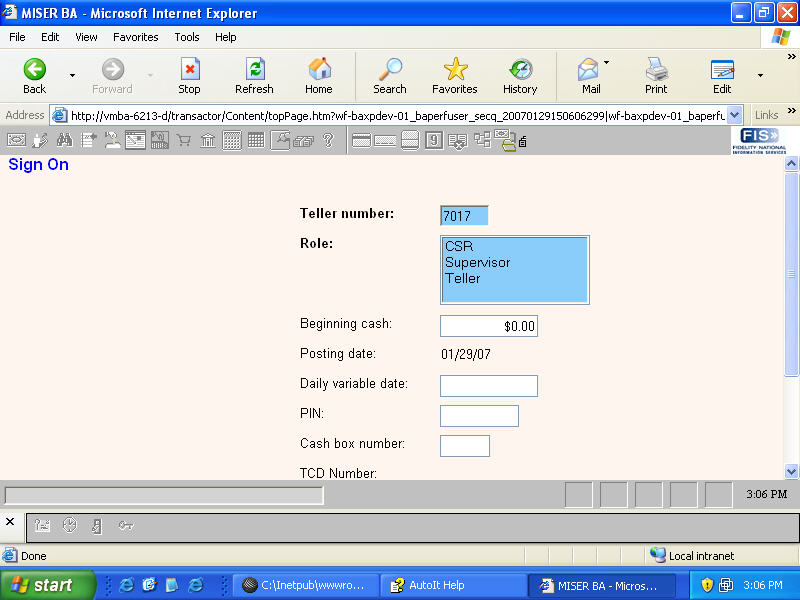 MISER BA - Microsoft Internet Explorer
File Edit View Favorites Tools Help
Back Forward Stop Refresh Home Search Favorites History Mail Print Edit »
Address http://vmba-6213-d/transactor/Content/topPage.htm?wf-baxpdev-01_baperfuser_secq_20070129150606299|wf-baxpdev-01_baperfu Links »
9
FIS»
FIDELITY NATIONAL
INFORMATION SERVICES
Sign On
Teller number: 7017
Role: CSR
Supervisor
Teller
Beginning cash: $0.00
Posting date: 01/29/07
Daily variable date:
PIN:
Cash box number:
TCD Number:
3:06 PM
Done Local intranet
start C:\Inetpub\wwwro... AutoIt Help MISER BA - Micros... 3:06 PM